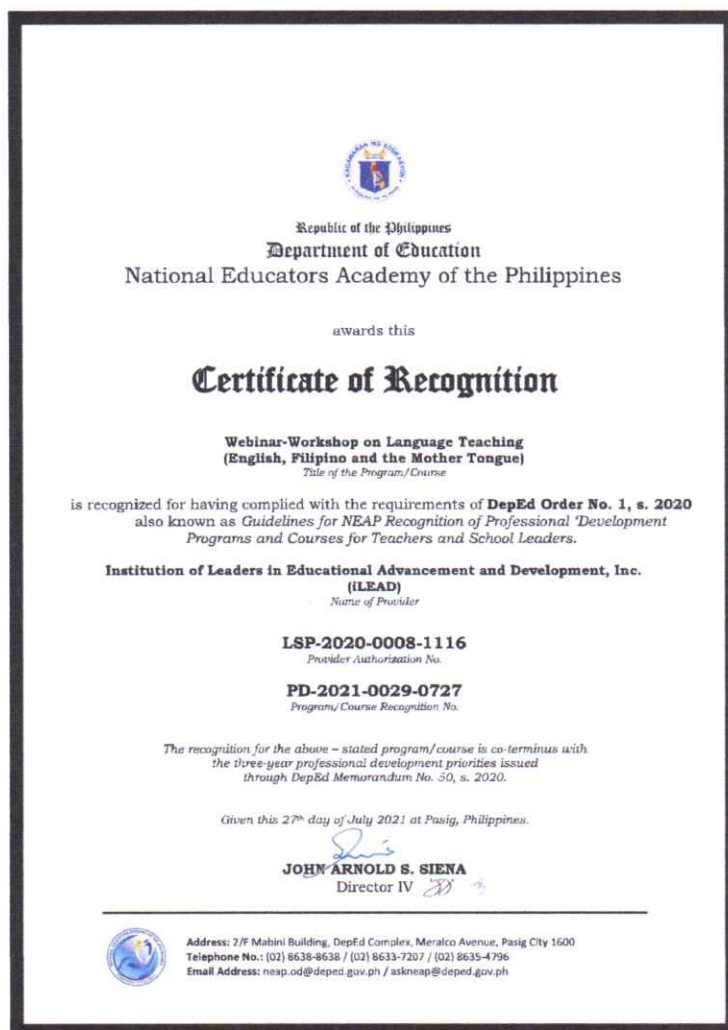 KAGAWARAN NG EDUKASYON
Republic of the Philippines
Department of Education
National Educators Academy of the Philippines
awards this
Certificate of Recognition
Webinar-Workshop on Language Teaching
(English, Filipino and the Mother Tongue)
Title of the Program/Course
is recognized for having complied with the requirements of DepEd Order No. 1, s. 2020
also known as Guidelines for NEAP Recognition of Professional 'Development
Programs and Courses for Teachers and School Leaders.
Institution of Leaders in Educational Advancement and Development, Inc.
(iLEAD)
Name of Provider
LSP-2020-0008-1116
Provider Authorization No.
PD-2021-0029-0727
Program/Course Recognition No.
The recognition for the above – stated program/course is co-terminus with
the three-year professional development priorities issued
through DepEd Memorandum No. 50, s. 2020.
Given this 27th day of July 2021 at Pasig, Philippines.
JOHN ARNOLD S. SIENA
Director IV
Address: 2/F Mabini Building, DepEd Complex, Meralco Avenue, Pasig City 1600
Telephone No.: (02) 8638-8638 / (02) 8633-7207 / (02) 8635-4796
Email Address: neap.od@deped.gov.ph / askneap@deped.gov.ph